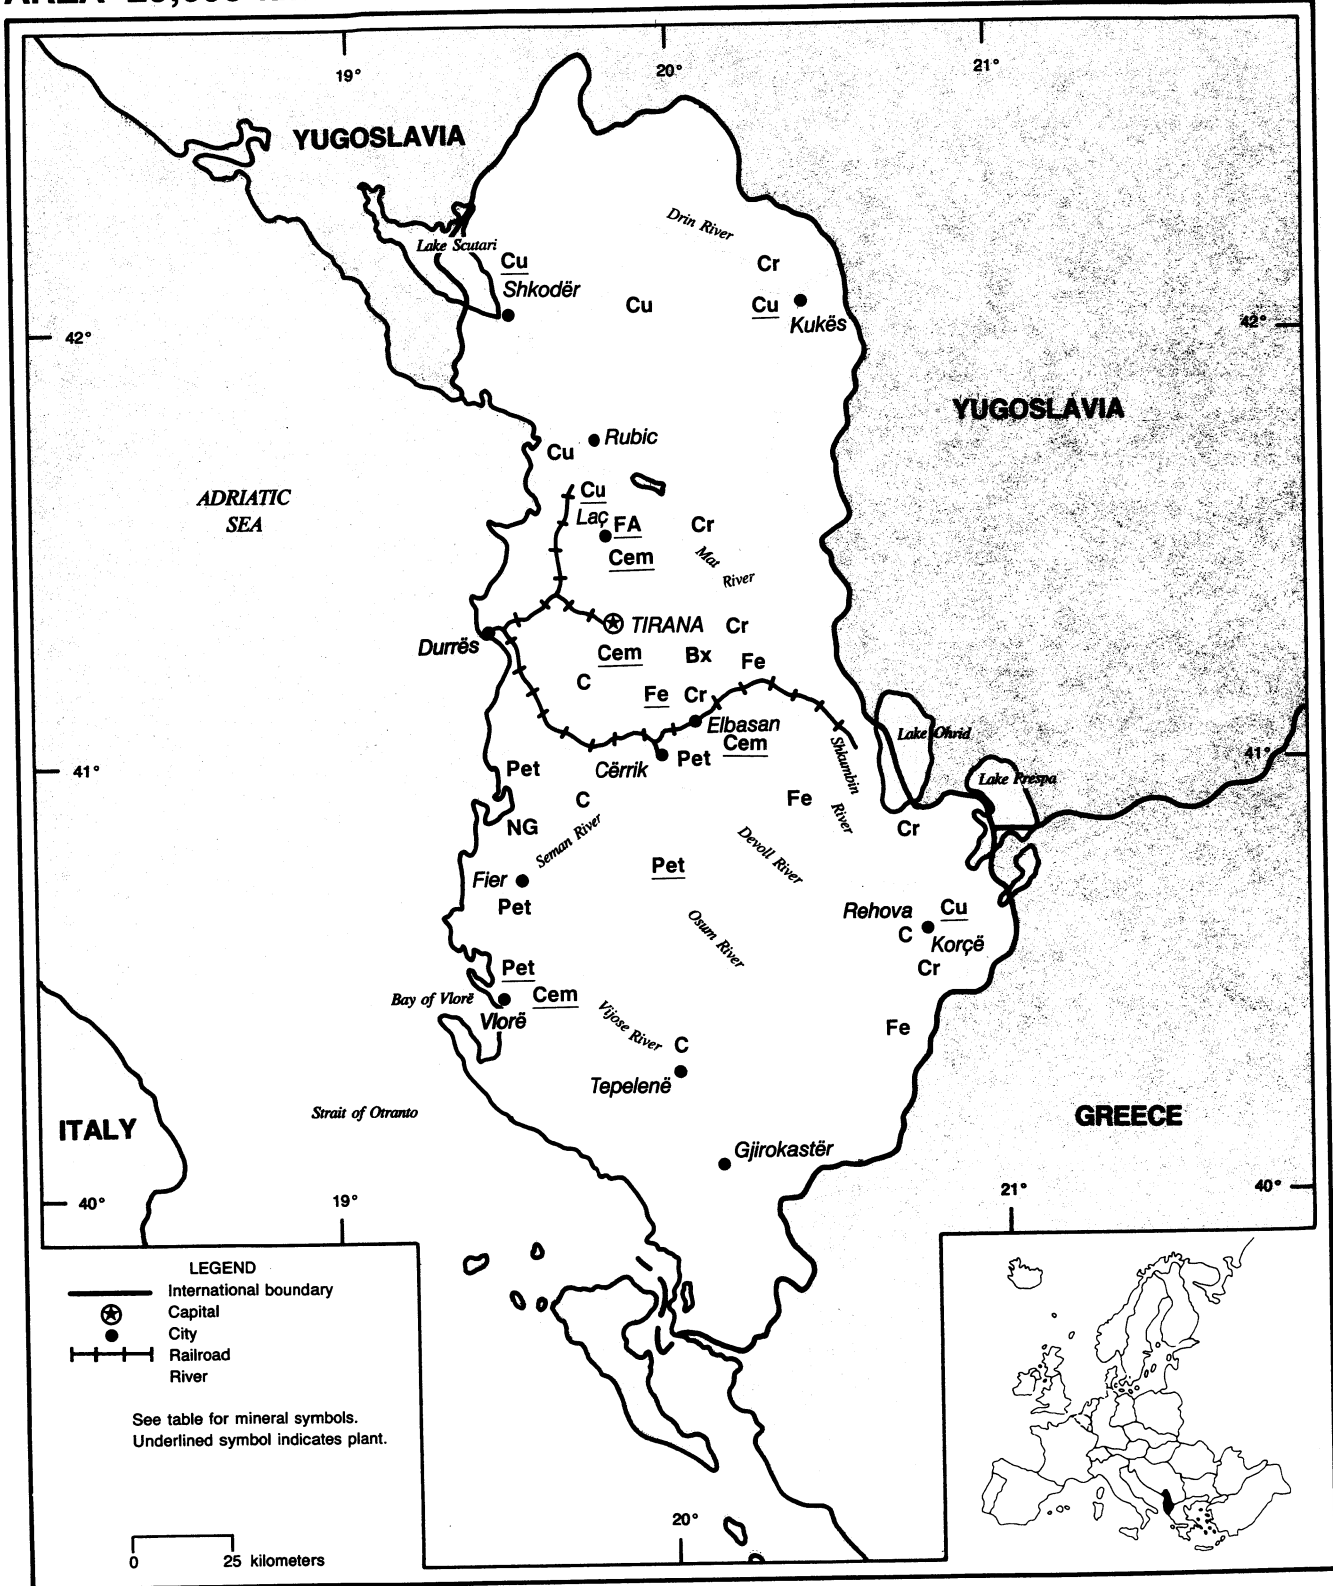 19°
20°
21°
YUGOSLAVIA
Drin River
Lake Scutari
Cu
Shkodër
Cr
Cu
Cu
Kukës
42°
42°
YUGOSLAVIA
Rubic
Cu
ADRIATIC
SEA
Cu
Laç
FA
Cr
Cem
Mat
River
TIRANA
Cr
Durrës
Cem
Bx
Fe
C
Fe
Cr
Elbasan
Cem
Lake Ohrid
Cërrik
Pet
Shkumbin
River
41°
41°
Pet
Lake Prespa
C
Fe
NG
Seman River
Cr
Devoll River
Pet
Fier
Pet
Rehova
Cu
C
Korçë
Osum River
Cr
Pet
Bay of Vlorë
Cem
Vlorë
Vijose River
Fe
C
Tepelenë
Strait of Otranto
ITALY
GREECE
Gjirokastër
40°
19°
21°
40°
LEGEND
International boundary
Capital
City
Railroad
River
See table for mineral symbols.
Underlined symbol indicates plant.
20°
0 25 kilometers